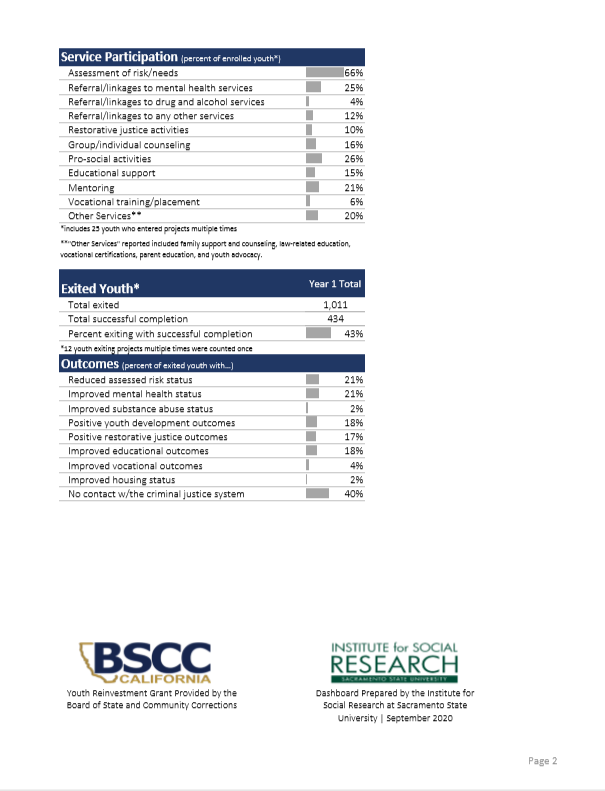 Service Participation (percent of enrolled youth*)
Assessment of risk/needs 66%
Referral/linkages to mental health services 25%
Referral/linkages to drug and alcohol services 4%
Referral/linkages to any other services 12%
Restorative justice activities 10%
Group/individual counseling 16%
Pro-social activities 26%
Educational support 15%
Mentoring 21%
Vocational training/placement 6%
Other Services** 20%
*includes 25 youth who entered projects multiple times
**"Other Services" reported included family support and counseling, law-related education,
vocational certifications, parent education, and youth advocacy.
Exited Youth* Year 1 Total
Total exited 1,011
Total successful completion 434
Percent exiting with successful completion 43%
*12 youth exiting projects multiple times were counted once
Outcomes (percent of exited youth with...)
Reduced assessed risk status 21%
Improved mental health status 21%
Improved substance abuse status 2%
Positive youth development outcomes 18%
Positive restorative justice outcomes 17%
Improved educational outcomes 18%
Improved vocational outcomes 4%
Improved housing status 2%
No contact w/the criminal justice system 40%
BSCC
CALIFORNIA
Youth Reinvestment Grant Provided by the
Board of State and Community Corrections
INSTITUTE for SOCIAL
RESEARCH
SACRAMENTO STATE UNIVERSITY
Dashboard Prepared by the Institute for
Social Research at Sacramento State
University | September 2020
Page 2